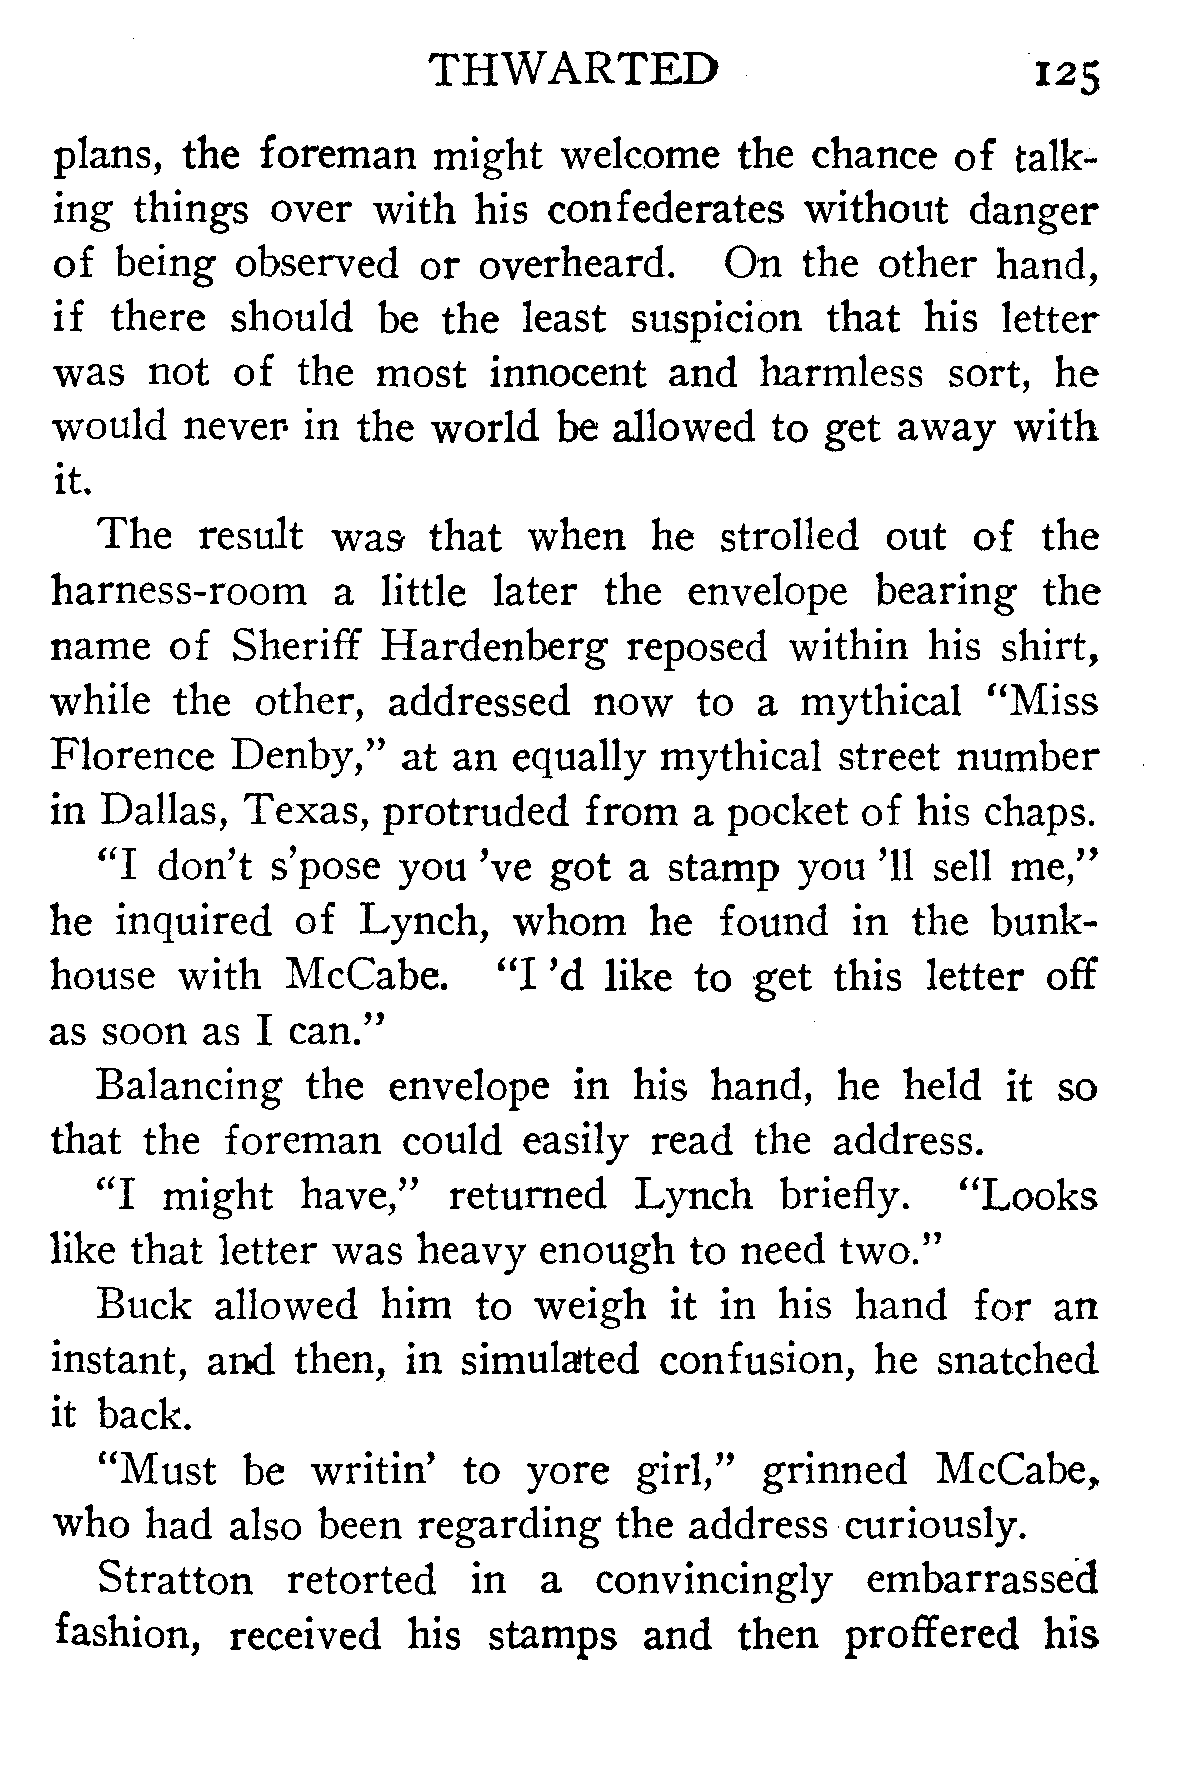 THWARTED 125
plans, the foreman might welcome the chance of talk-
ing things over with his confederates without danger
of being observed or overheard. On the other hand,
if there should be the least suspicion that his letter
was not of the most innocent and harmless sort, he
would never in the world be allowed to get away with
it.
The result was that when he strolled out of the
harness-room a little later the envelope bearing the
name of Sheriff Hardenberg reposed within his shirt,
while the other, addressed now to a mythical “Miss
Florence Denby,” at an equally mythical street number
in Dallas, Texas, protruded from a pocket of his chaps.
“I don’t s’pose you ’ve got a stamp you ’ll sell me,”
he inquired of Lynch, whom he found in the bunk-
house with McCabe. “I ’d like to get this letter off
as soon as I can.”
Balancing the envelope in his hand, he held it so
that the foreman could easily read the address.
“I might have,” returned Lynch briefly. “Looks
like that letter was heavy enough to need two.”
Buck allowed him to weigh it in his hand for an
instant, and then, in simulated confusion, he snatched
it back.
“Must be writin’ to yore girl,” grinned McCabe,
who had also been regarding the address curiously.
Stratton retorted in a convincingly embarrassed
fashion, received his stamps and then proffered his